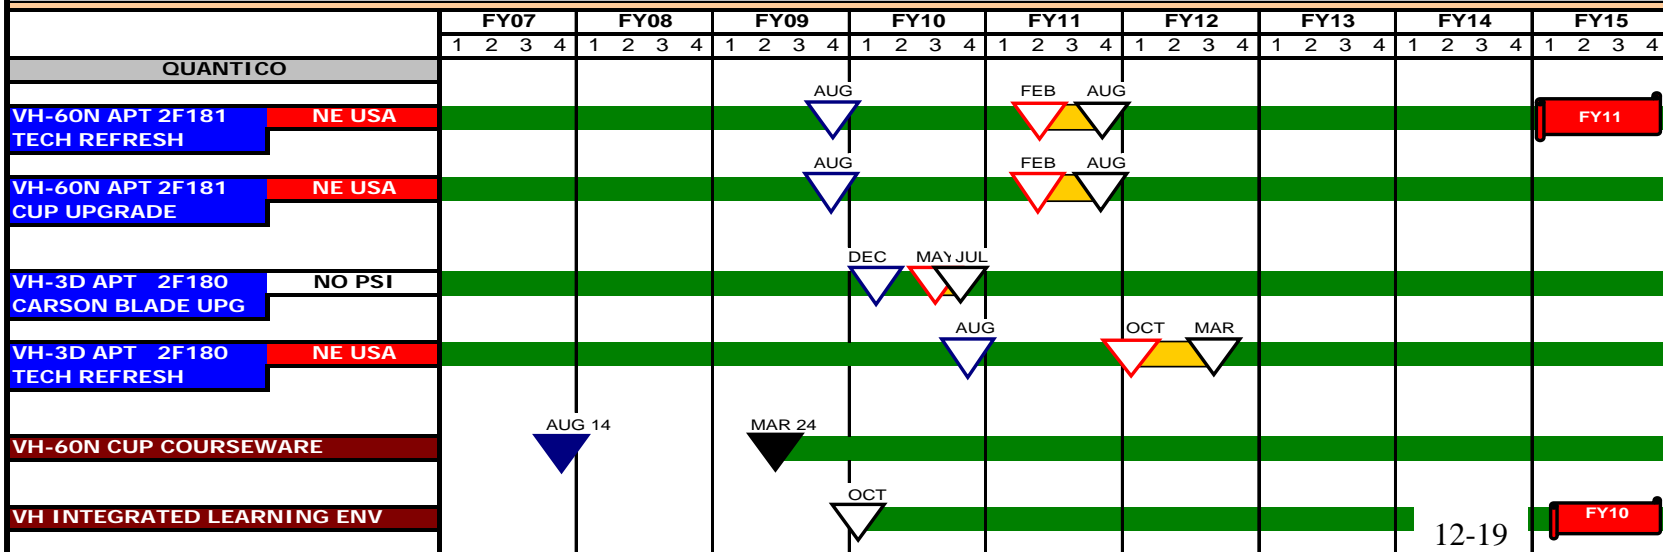 FY07 FY08 FY09 FY10 FY11 FY12 FY13 FY14 FY15
1 2 3 4 1 2 3 4 1 2 3 4 1 2 3 4 1 2 3 4 1 2 3 4 1 2 3 4 1 2 3 4 1 2 3 4
QUANTICO
AUG FEB AUG
VH-60N APT 2F181 NE USA FY11
TECH REFRESH
AUG FEB AUG
VH-60N APT 2F181 NE USA
CUP UPGRADE
DEC MAY JUL
VH-3D APT 2F180 NO PSI
CARSON BLADE UPG
AUG OCT MAR
VH-3D APT 2F180 NE USA
TECH REFRESH
AUG 14 MAR 24
VH-60N CUP COURSEWARE
OCT
VH INTEGRATED LEARNING ENV FY10
12-19